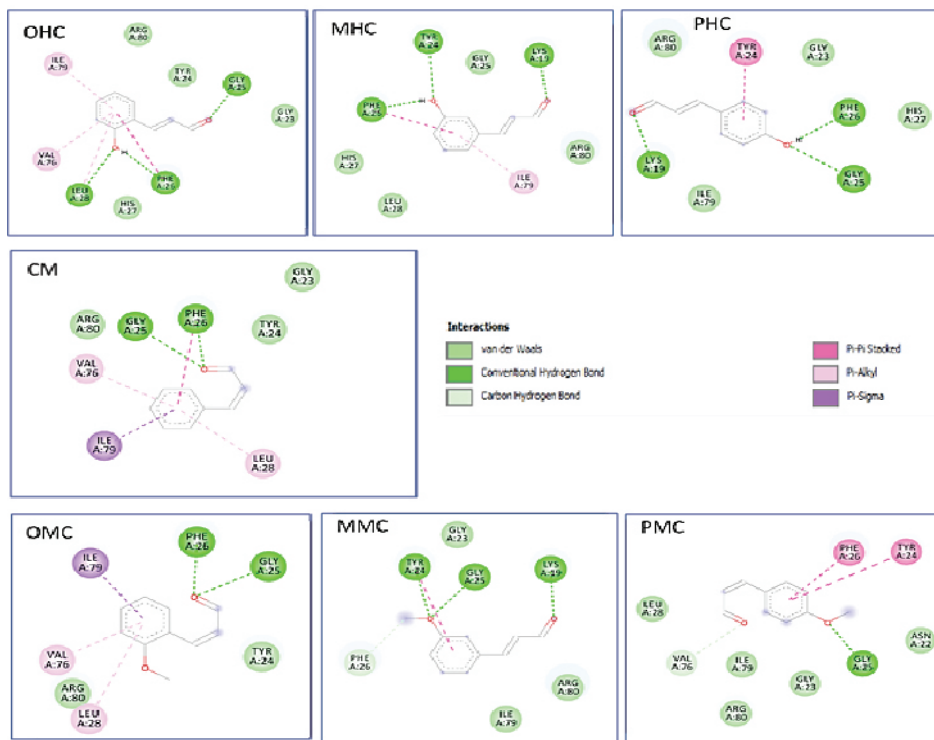 OHC
ARG
A:80
ILE
A:79
TYR
A:24
GLY
A:25
GLY
A:23
VAL
A:76
O
O
H
LEU
A:28
PHE
A:26
HIS
A:27
MHC
TYR
A:24
GLY
A:25
LYS
A:19
PHE
A:26
H
O
O
HIS
A:27
ARG
A:80
LEU
A:28
ILE
A:79
PHC
ARG
A:80
TYR
A:24
GLY
A:23
O
PHE
A:26
HIS
A:27
H
O
LYS
A:19
ILE
A:79
GLY
A:25
CM
GLY
A:23
ARG
A:80
GLY
A:25
PHE
A:26
TYR
A:24
VAL
A:76
O
ILE
A:79
LEU
A:28
Interactions
van der Waals
Conventional Hydrogen Bond
Carbon Hydrogen Bond
Pi-Pi Stacked
Pi-Alkyl
Pi-Sigma
OMC
PHE
A:26
ILE
A:79
GLY
A:25
O
VAL
A:76
TYR
A:24
O
ARG
A:80
LEU
A:28
MMC
GLY
A:23
TYR
A:24
GLY
A:25
LYS
A:19
O
O
PHE
A:26
ARG
A:80
ILE
A:79
PMC
PHE
A:26
TYR
A:24
LEU
A:28
O
O
ASN
A:22
VAL
A:76
ILE
A:79
GLY
A:25
GLY
A:23
ARG
A:80